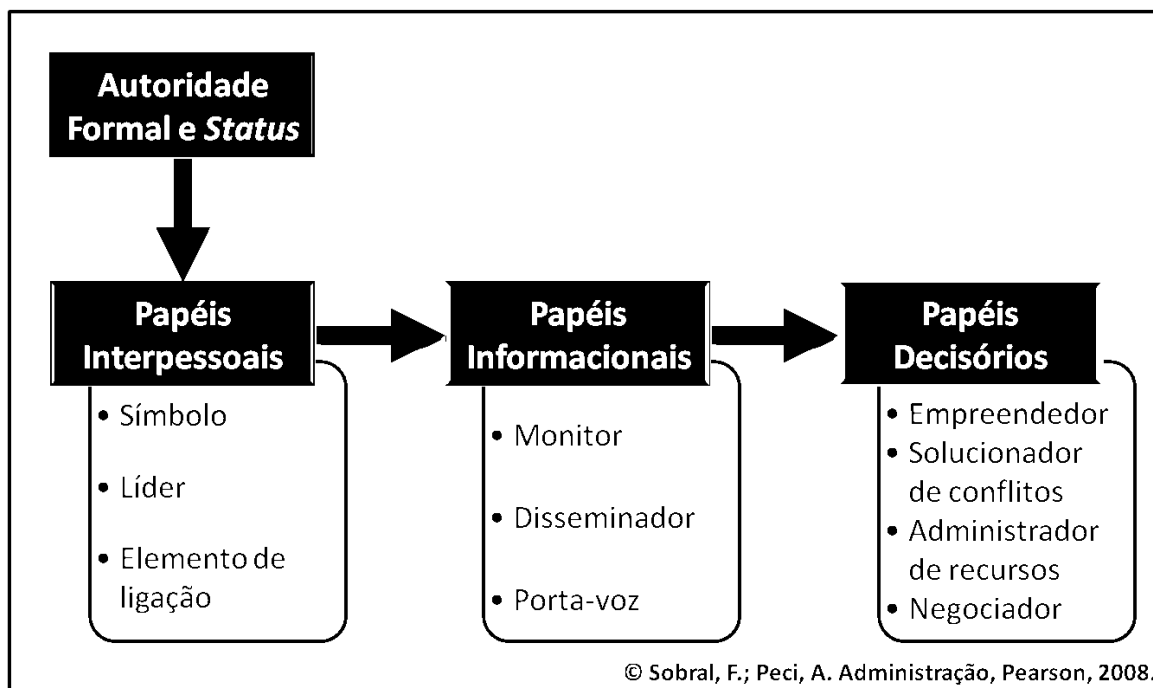 Autoridade
Formal e Status
Papéis
Interpessoais
• Símbolo
• Líder
• Elemento de
ligação
Papéis
Informacionais
• Monitor
• Disseminador
• Porta-voz
Papéis
Decisórios
• Empreendedor
• Solucionador
de conflitos
• Administrador
de recursos
• Negociador
© Sobral, F.; Peci, A. Administração, Pearson, 2008.